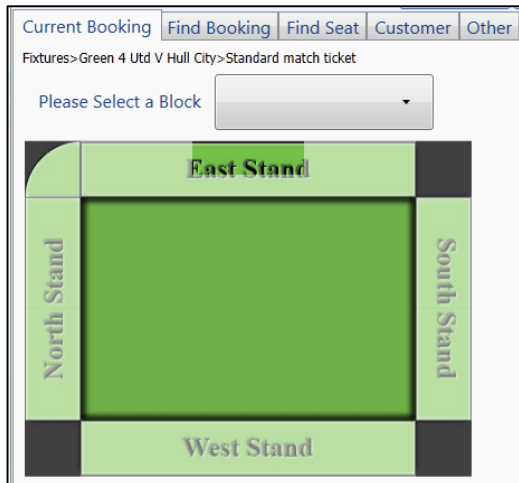 Current Booking Find Booking Find Seat Customer Other
Fixtures>Green 4 Utd V Hull City>Standard match ticket
Please Select a Block
East Stand
North Stand
South Stand
West Stand